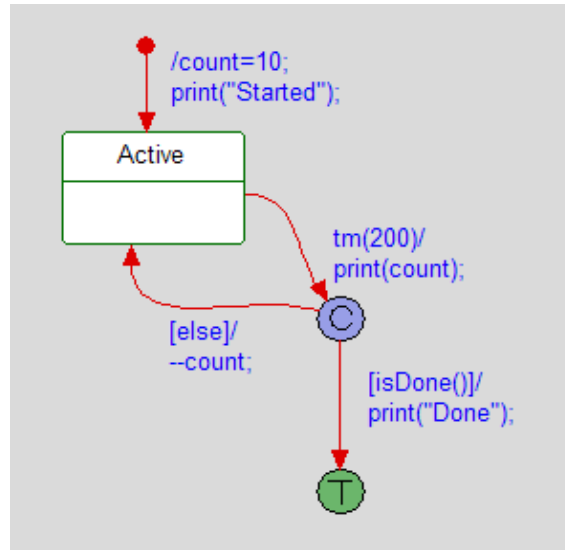 /count=10;
print("Started");
Active
tm(200)/
print(count);
C
[else]/
--count;
[isDone()]/
print("Done");
T